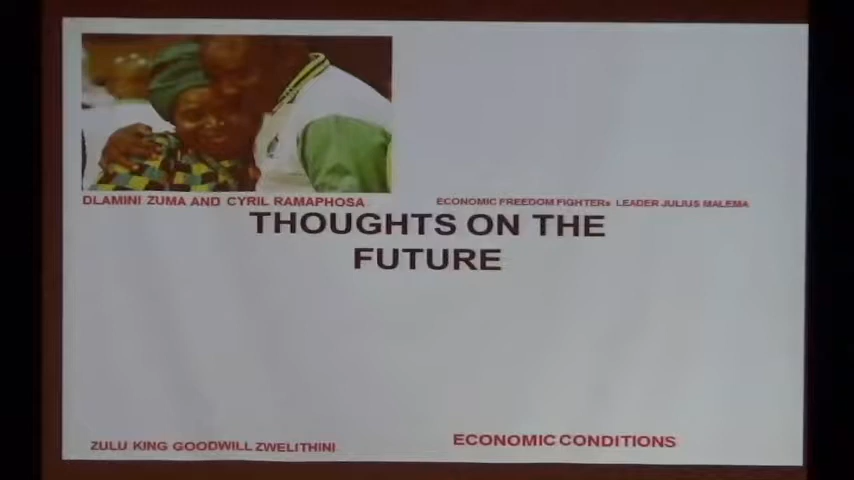 DLAMINI ZUMA AND CYRIL RAMAPHOSA
ECONOMIC FREEDOM FIGHTERs LEADER JULIUS MALEMA
THOUGHTS ON THE
FUTURE
ZULU KING GOODWILL ZWELITHINI
ECONOMIC CONDITIONS